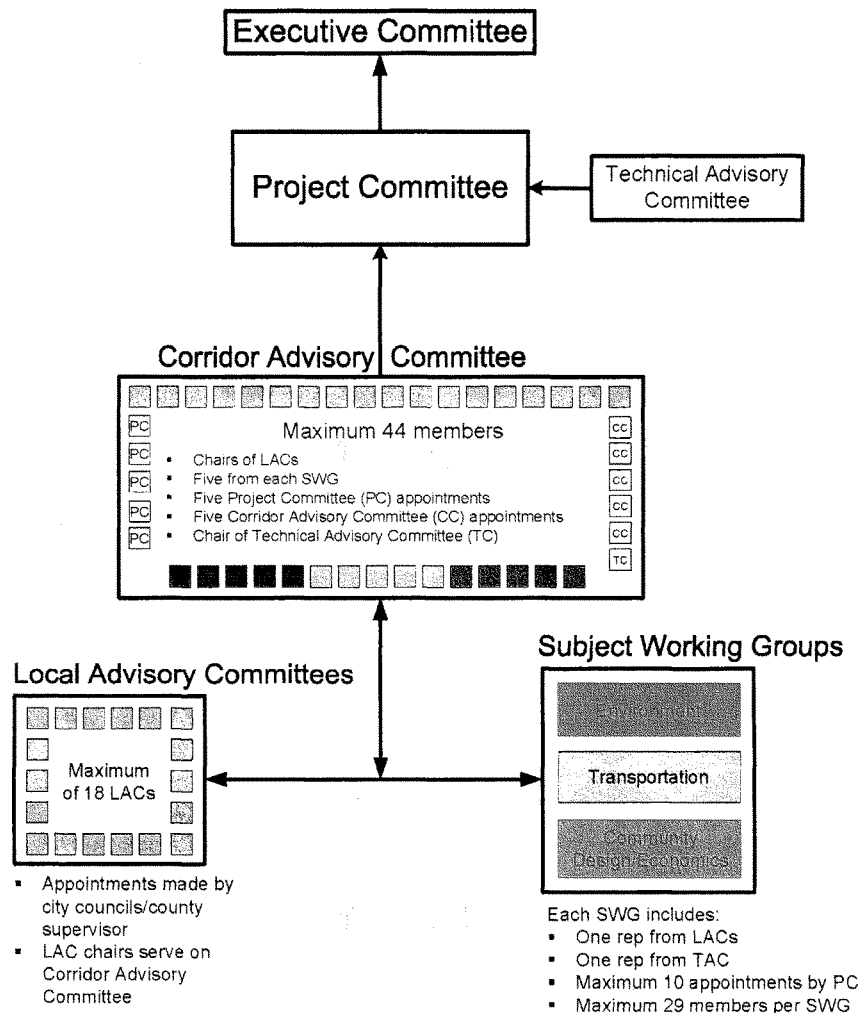 Executive Committee
Project Committee
Technical Advisory
Committee
Corridor Advisory Committee
Maximum 44 members
PC
PC
PC
PC
PC
▪ Chairs of LACs
▪ Five from each SWG
▪ Five Project Committee (PC) appointments
▪ Five Corridor Advisory Committee (CC) appointments
▪ Chair of Technical Advisory Committee (TC)
CC
CC
CC
CC
CC
TC
Local Advisory Committees
Maximum
of 18 LACs
▪ Appointments made by
city councils/county
supervisor
▪ LAC chairs serve on
Corridor Advisory
Committee
Subject Working Groups
Environment
Transportation
Community
Design/Economics
Each SWG includes:
▪ One rep from LACs
▪ One rep from TAC
▪ Maximum 10 appointments by PC
▪ Maximum 29 members per SWG